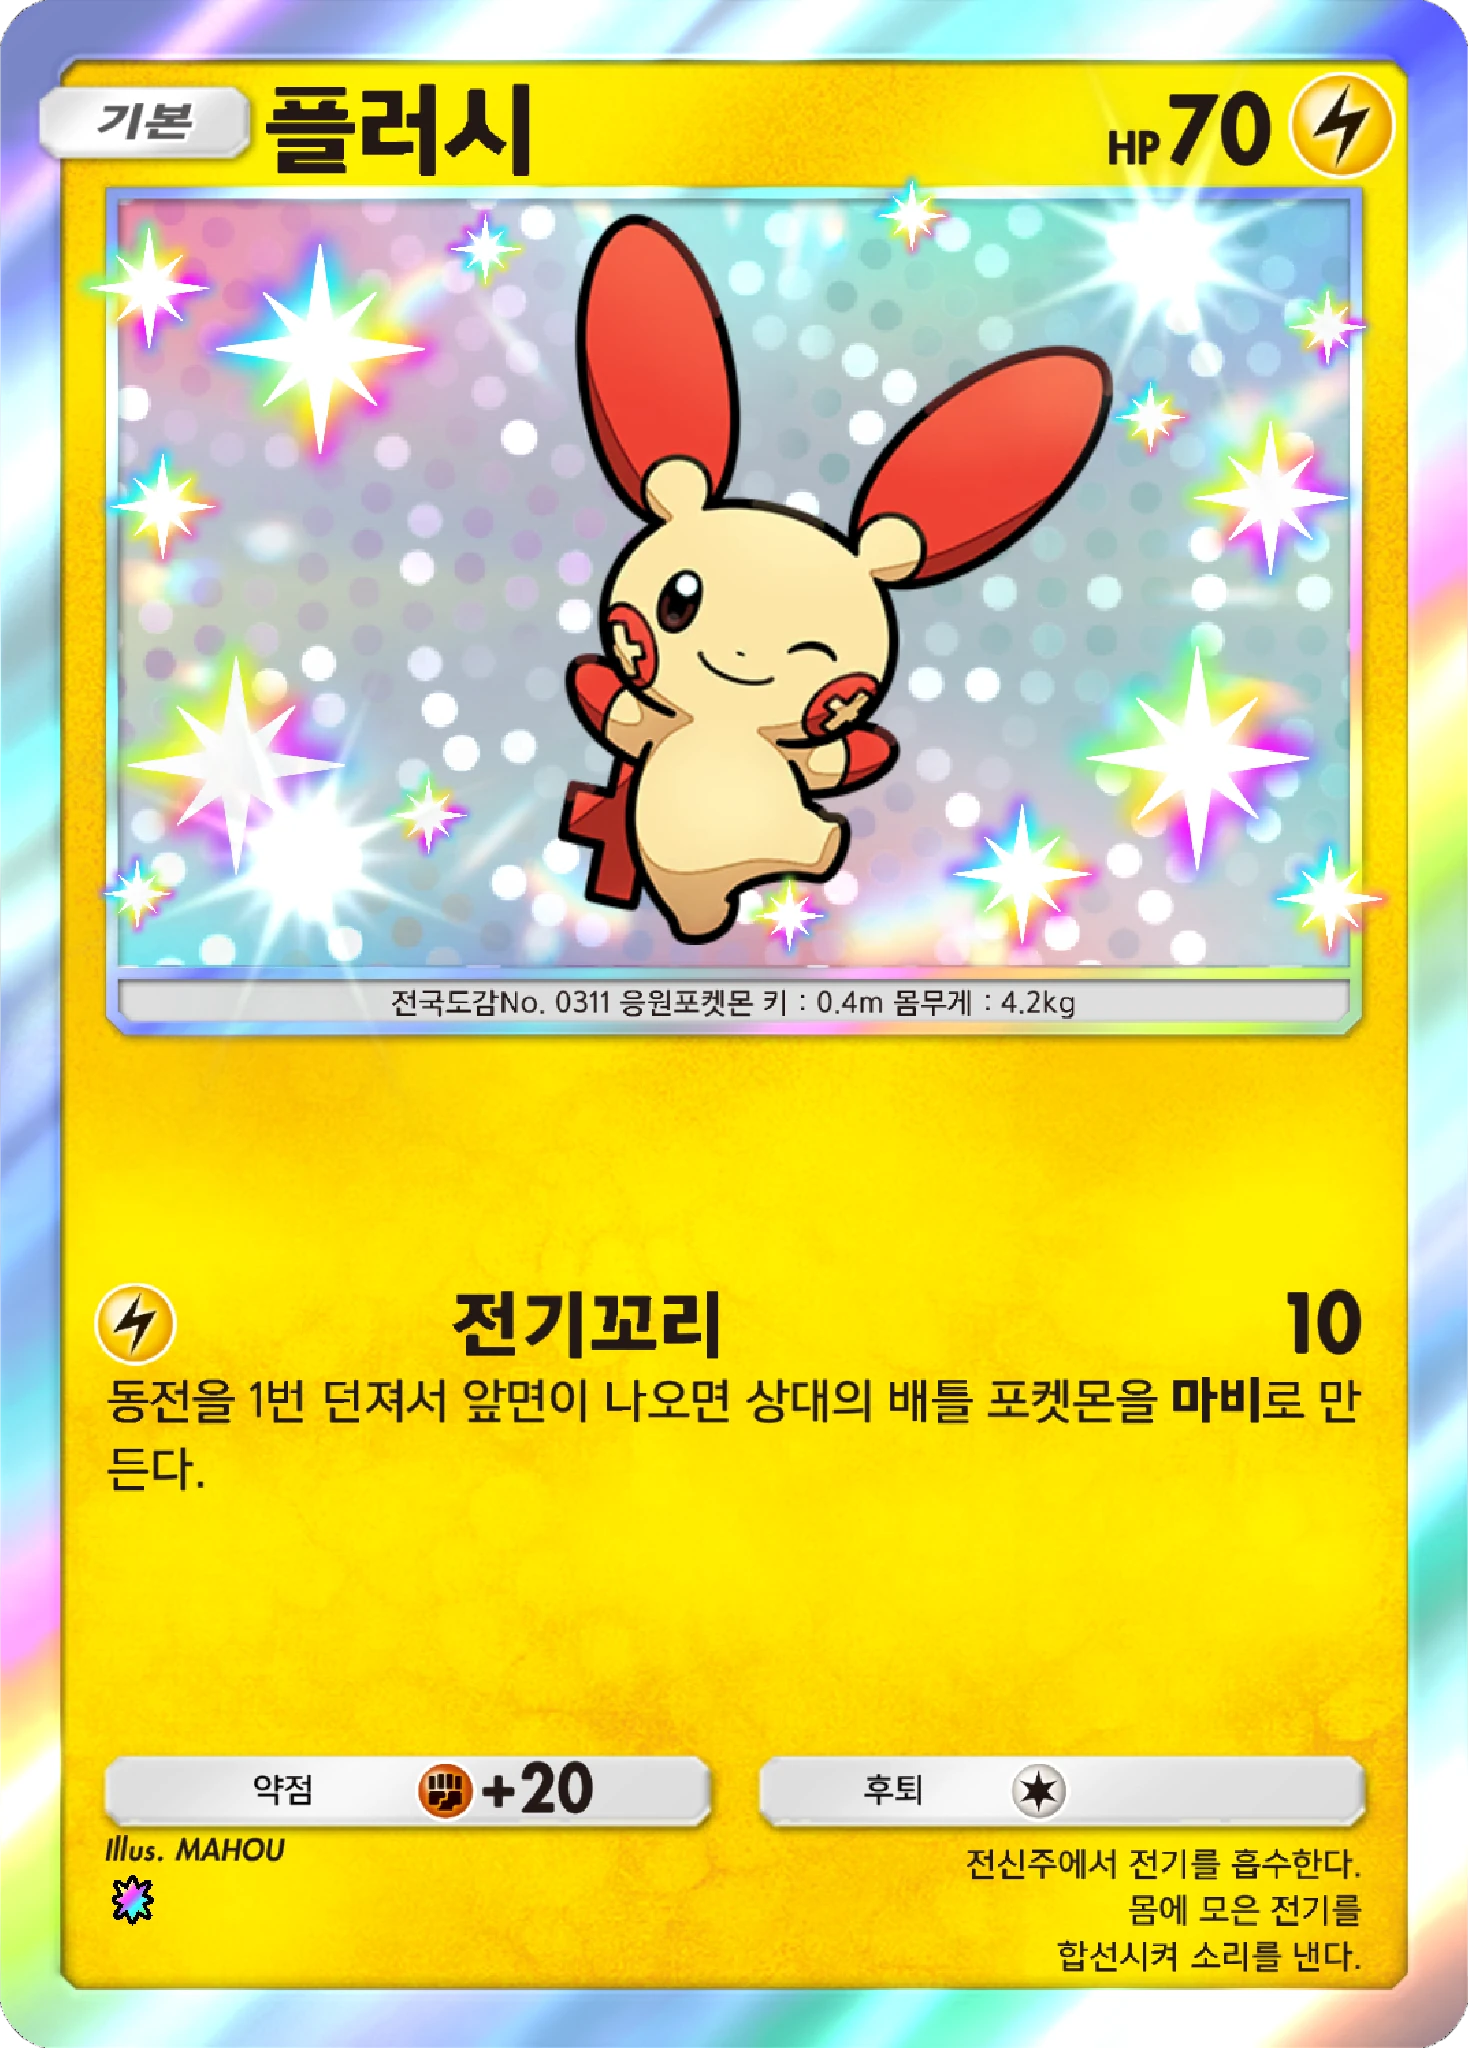 기본 플러시 HP 70
전국도감No. 0311 응원포켓몬 키 : 0.4m 몸무게 : 4.2kg
전기꼬리 10
동전을 1번 던져서 앞면이 나오면 상대의 배틀 포켓몬을 마비로 만
든다.
약점 +20 후퇴
Illus. MAHOU
전신주에서 전기를 흡수한다.
몸에 모은 전기를
합선시켜 소리를 낸다.